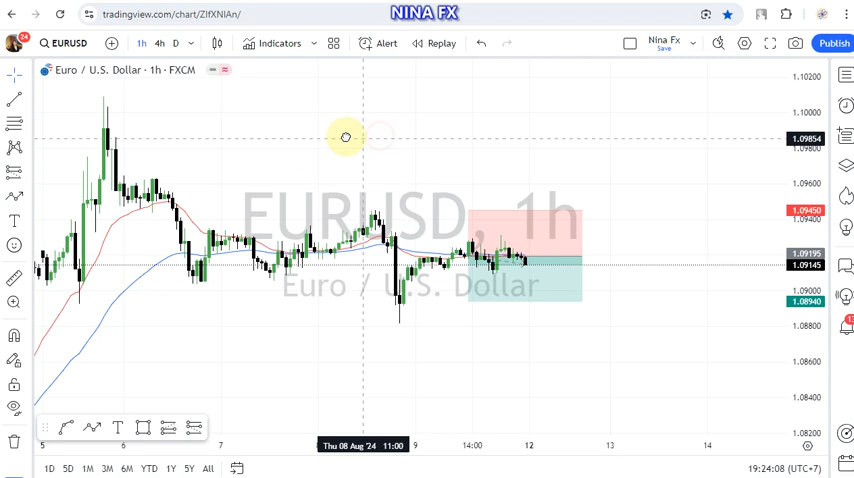 NINA FX
tradingview.com/chart/ZIfXNIAn/
24
EURUSD
1h
4h
D
Indicators
Alert
Replay
Nina Fx
Save
Publish
Euro / U.S. Dollar · 1h · FXCM
EURUSD, 1h
Euro / U.S. Dollar
1.10200
1.10000
1.09854
1.09800
1.09600
1.09450
1.09400
1.09195
1.09145
1.09000
1.08940
1.08800
1.08600
1.08400
1.08200
5
6
7
Thu 08 Aug '24 11:00
9
14:00
12
13
14
1D 5D 1M 3M 6M YTD 1Y 5Y All
19:24:08 (UTC+7)